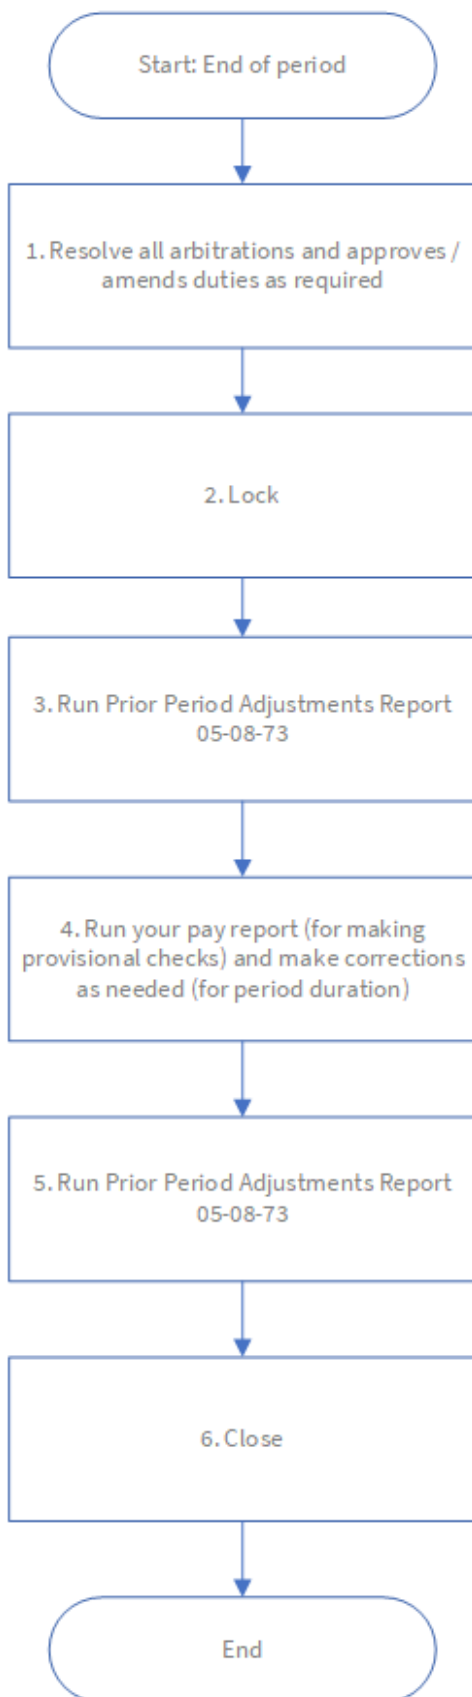 Start: End of period
1. Resolve all arbitrations and approves /
amends duties as required
2. Lock
3. Run Prior Period Adjustments Report
05-08-73
4. Run your pay report (for making
provisional checks) and make corrections
as needed (for period duration)
5. Run Prior Period Adjustments Report
05-08-73
6. Close
End